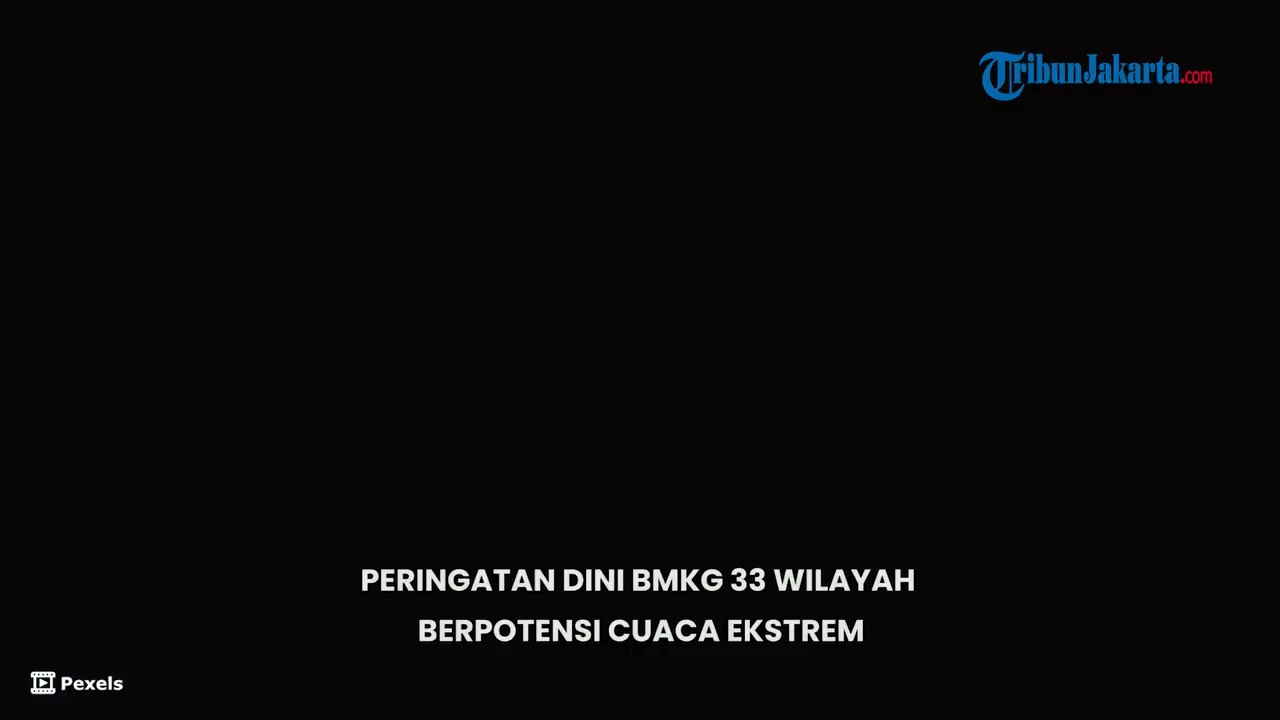 TribunJakarta.com
PERINGATAN DINI BMKG 33 WILAYAH
BERPOTENSI CUACA EKSTREM
Pexels